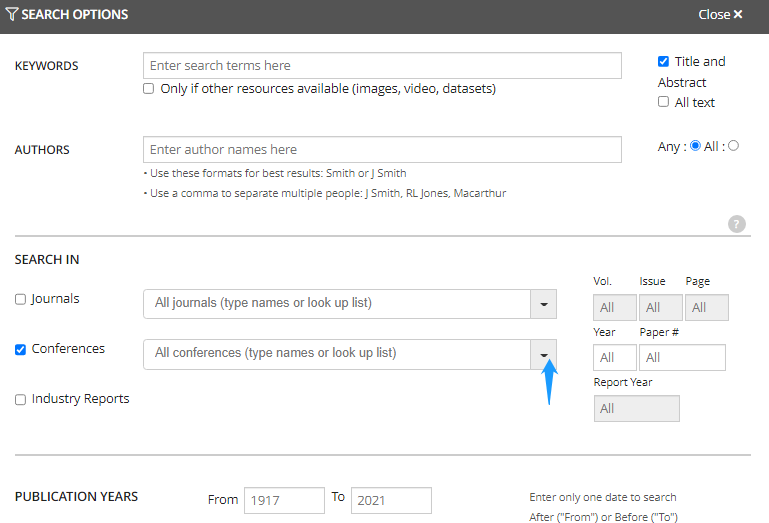 SEARCH OPTIONS
Close ×
KEYWORDS
Enter search terms here
Title and
Abstract
Only if other resources available (images, video, datasets)
All text
AUTHORS
Enter author names here
Any : All :
• Use these formats for best results: Smith or J Smith
• Use a comma to separate multiple people: J Smith, RL Jones, Macarthur
?
SEARCH IN
Vol. Issue Page
Journals
All journals (type names or look up list)
All All All
Year Paper #
Conferences
All conferences (type names or look up list)
All All
Report Year
Industry Reports
All
PUBLICATION YEARS
From 1917 To 2021
Enter only one date to search
After ("From") or Before ("To")